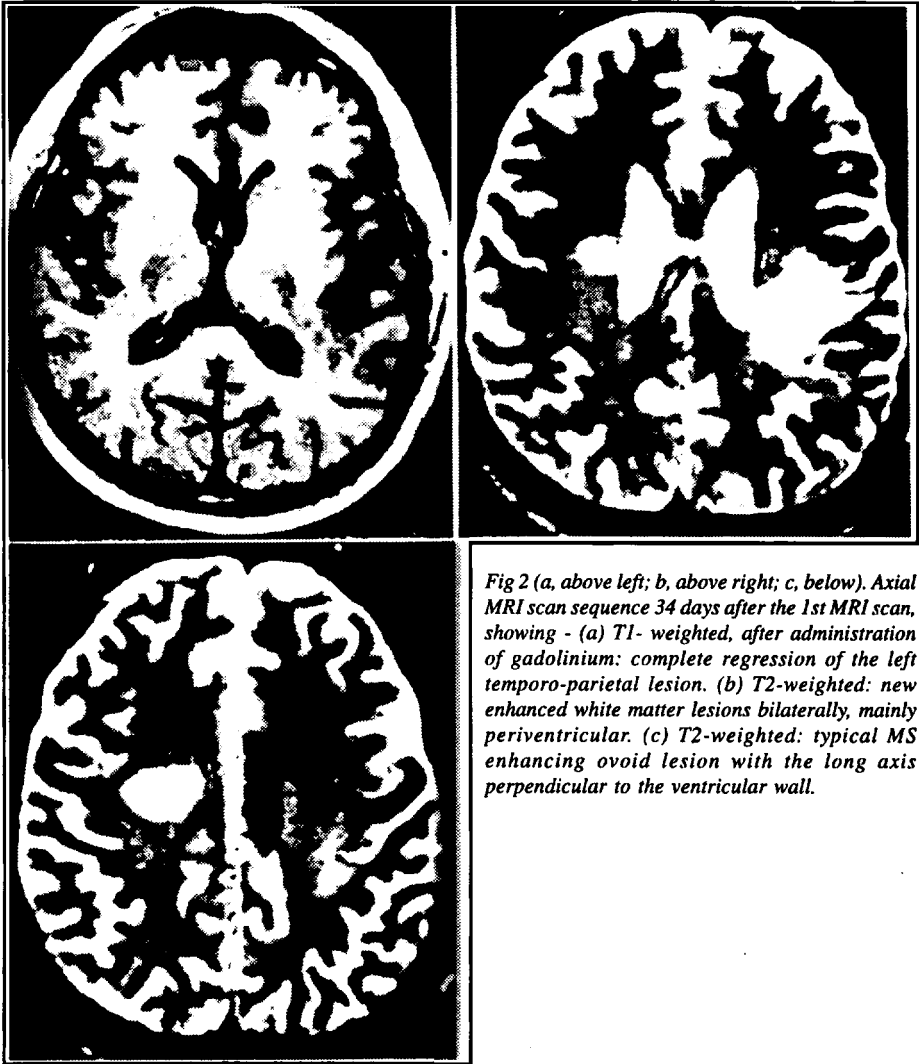 Fig 2 (a, above left; b, above right; c, below). Axial
MRI scan sequence 34 days after the 1st MRI scan,
showing - (a) T1- weighted, after administration
of gadolinium: complete regression of the left
temporo-parietal lesion. (b) T2-weighted: new
enhanced white matter lesions bilaterally, mainly
periventricular. (c) T2-weighted: typical MS
enhancing ovoid lesion with the long axis
perpendicular to the ventricular wall.